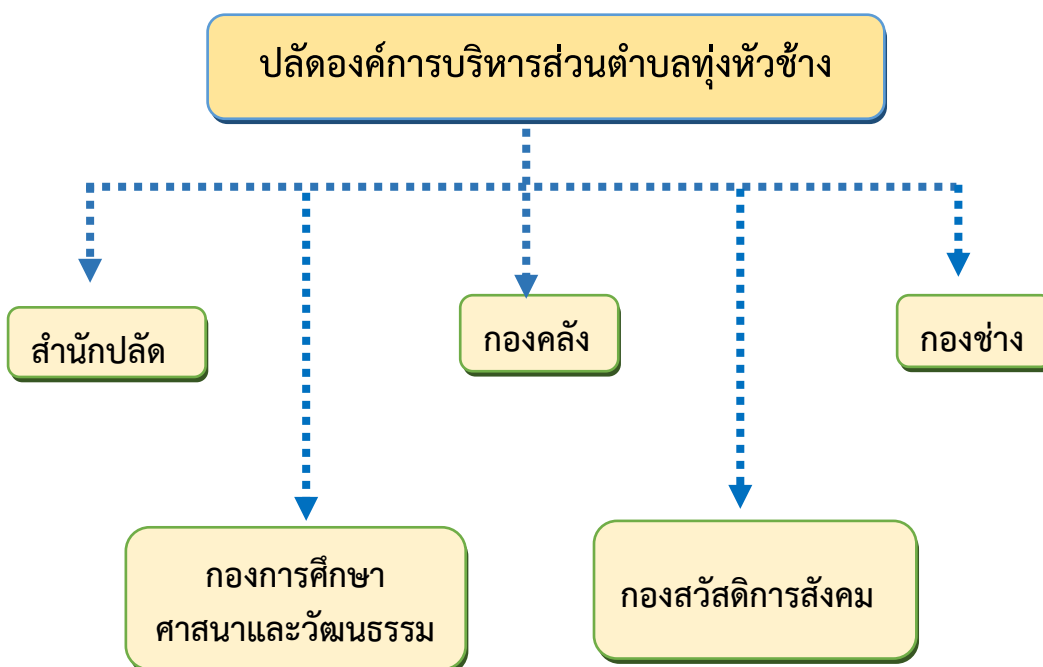 ปลัดองค์การบริหารส่วนตำบลทุ่งหัวช้าง
สำนักปลัด
กองคลัง
กองช่าง
กองการศึกษา
ศาสนาและวัฒนธรรม
กองสวัสดิการสังคม